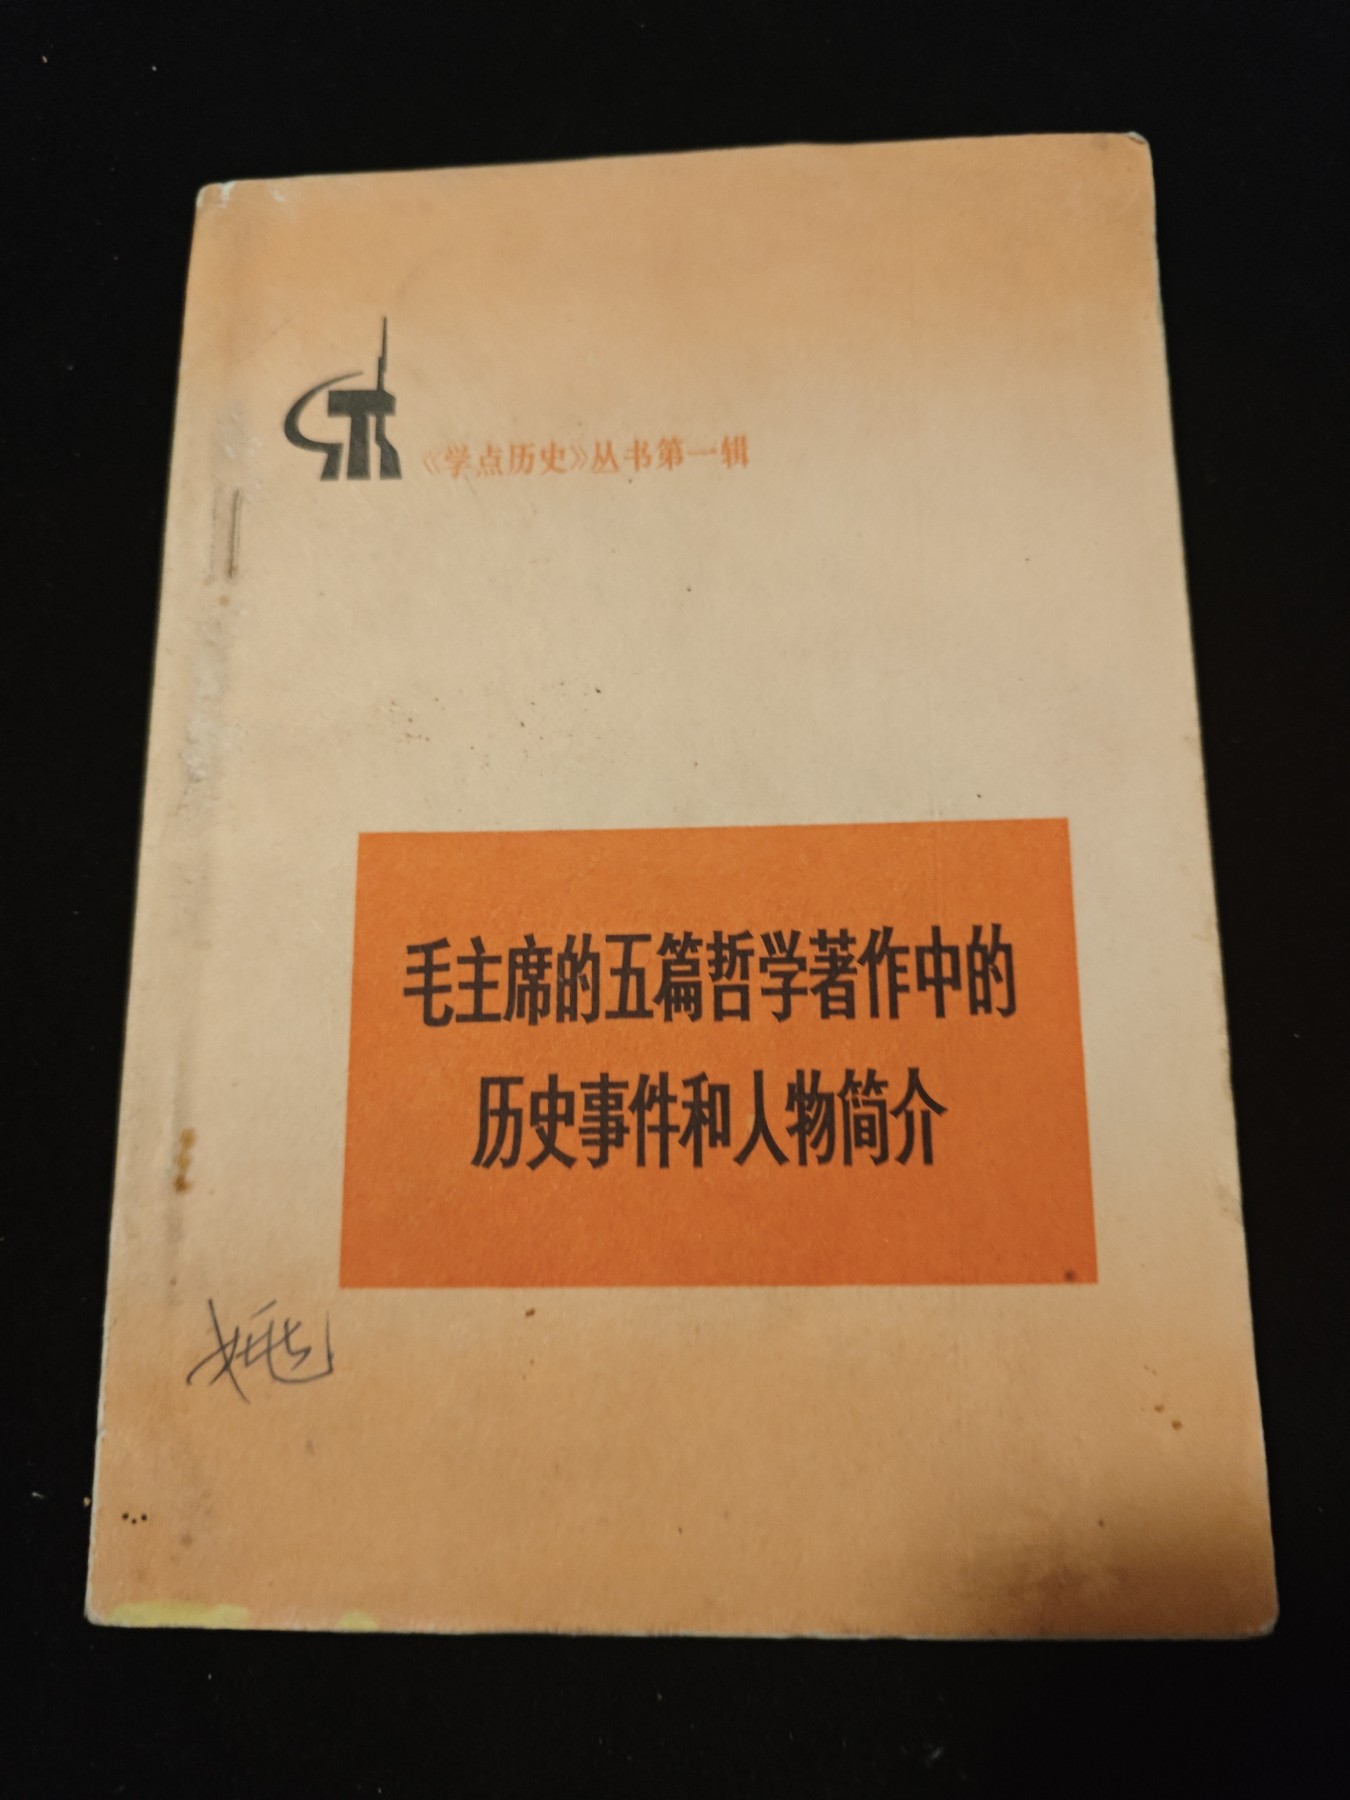 《学点历史》丛书第一辑
毛主席的五篇哲学著作中的
历史事件和人物简介